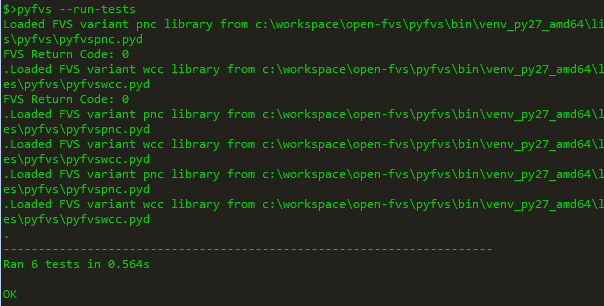 $>pyfvs --run-tests
Loaded FVS variant pnc library from c:\workspace\open-fvs\pyfvs\bin\venv_py27_amd64\li
s\pyfvs\pyfvspnc.pyd
FVS Return Code: 0
.Loaded FVS variant wcc library from c:\workspace\open-fvs\pyfvs\bin\venv_py27_amd64\l
es\pyfvs\pyfvswcc.pyd
FVS Return Code: 0
.Loaded FVS variant pnc library from c:\workspace\open-fvs\pyfvs\bin\venv_py27_amd64\l
es\pyfvs\pyfvspnc.pyd
.Loaded FVS variant wcc library from c:\workspace\open-fvs\pyfvs\bin\venv_py27_amd64\l
es\pyfvs\pyfvswcc.pyd
.Loaded FVS variant pnc library from c:\workspace\open-fvs\pyfvs\bin\venv_py27_amd64\l
es\pyfvs\pyfvspnc.pyd
.Loaded FVS variant wcc library from c:\workspace\open-fvs\pyfvs\bin\venv_py27_amd64\l
es\pyfvs\pyfvswcc.pyd
.
----------------------------------------------------------------------
Ran 6 tests in 0.564s
OK